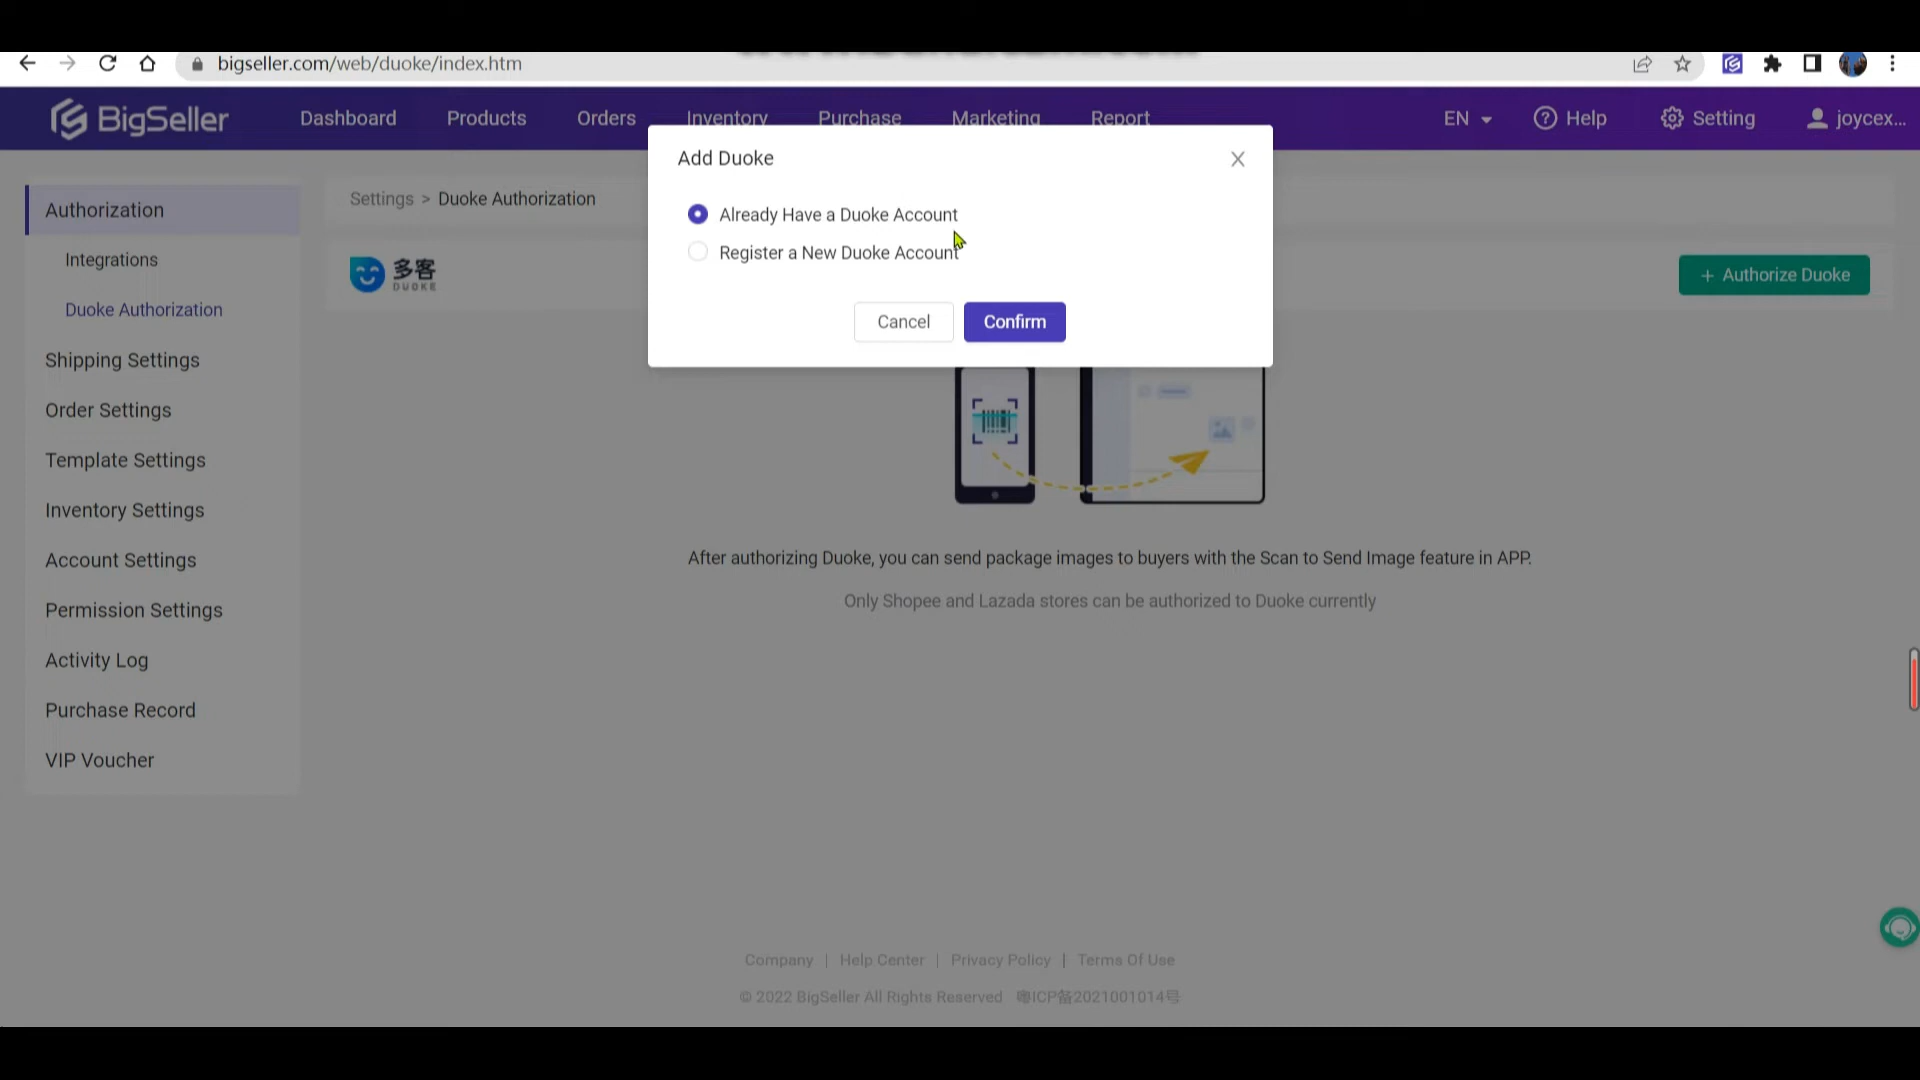 bigseller.com/web/duoke/index.htm
BigSeller Dashboard Products Orders Inventory Purchase Marketing Report EN Help Setting joycex...
Add Duoke
Already Have a Duoke Account
Register a New Duoke Account
Cancel Confirm
Authorization
Integrations
Duoke Authorization
Shipping Settings
Order Settings
Template Settings
Inventory Settings
Account Settings
Permission Settings
Activity Log
Purchase Record
VIP Voucher
Settings > Duoke Authorization
多客
DUOKE
+ Authorize Duoke
After authorizing Duoke, you can send package images to buyers with the Scan to Send Image feature in APP.
Only Shopee and Lazada stores can be authorized to Duoke currently
Company | Help Center | Privacy Policy | Terms Of Use
© 2022 BigSeller All Rights Reserved 粤ICP备2021001014号